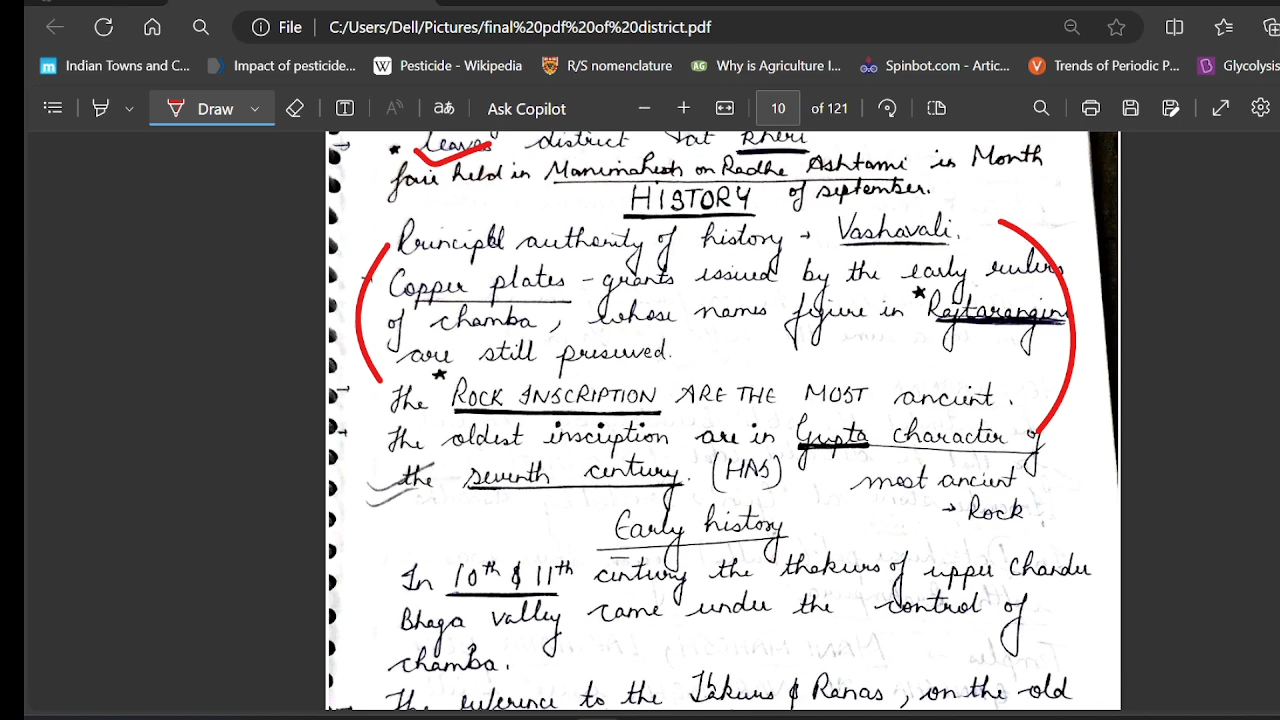 File C:/Users/Dell/Pictures/final%20pdf%20of%20district.pdf
Indian Towns and C... Impact of pesticide... Pesticide - Wikipedia R/S nomenclature Why is Agriculture I... Spinbot.com - Artic... Trends of Periodic P... Glycolysis
Draw Ask Copilot 10 of 121
leaves district at Kheri
fair held in Manimahesh on Radhe Ashtami in Month
HISTORY of september.
Principal authority of history → Vashavali.
Copper plates - grants issued by the early rulers
of chamba, whose names figure in Rajtarangini
are still preserved.
The ROCK INSCRIPTION ARE THE MOST ancient.
The oldest insciption are in Gupta character of
the seventh century. (HAS) most ancient
→ Rock
Early history
In 10th & 11th century the thakurs of upper Chandra
Bhaga valley came under the control of
chamba.
The reference to the Ranas, on the old